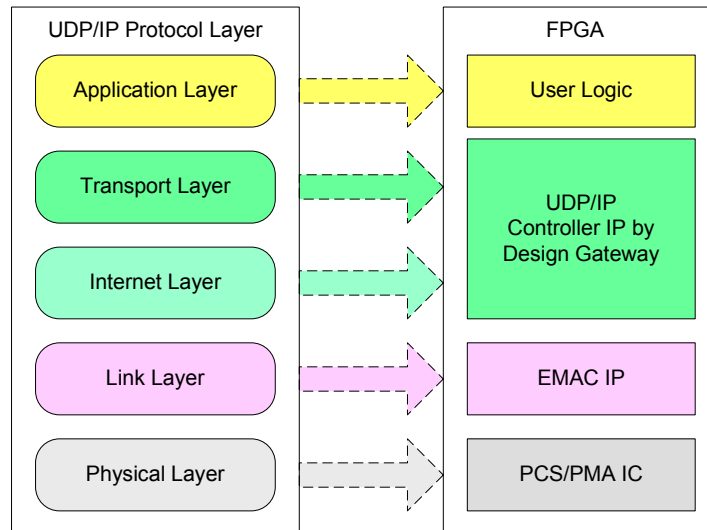 UDP/IP Protocol Layer
FPGA
Application Layer
User Logic
Transport Layer
UDP/IP
Controller IP by
Design Gateway
Internet Layer
Link Layer
EMAC IP
Physical Layer
PCS/PMA IC